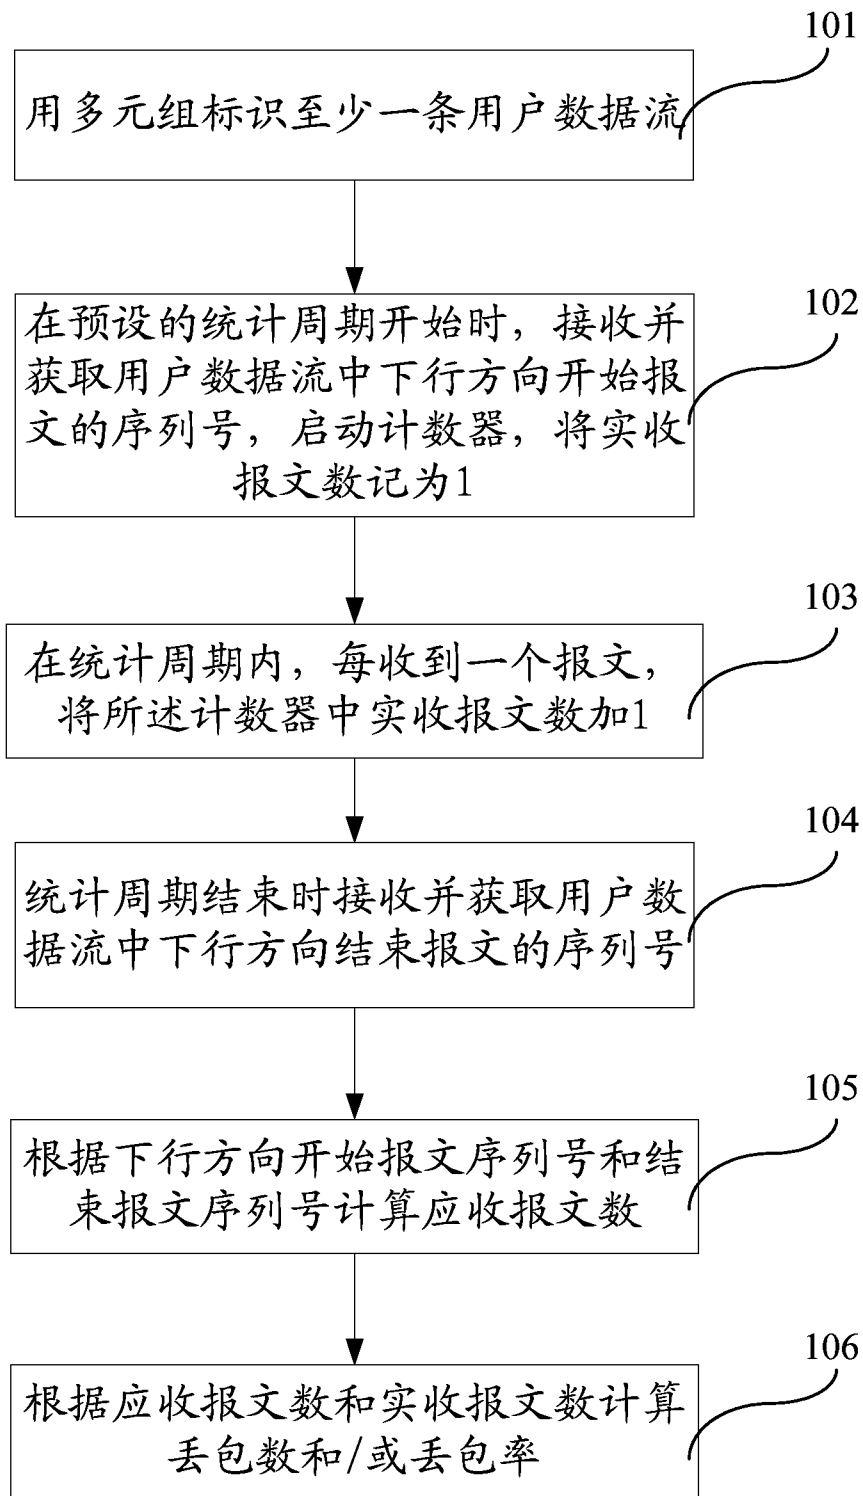 101
用多元组标识至少一条用户数据流
102
在预设的统计周期开始时，接收并
获取用户数据流中下行方向开始报
文的序列号，启动计数器，将实收
报文数记为1
103
在统计周期内，每收到一个报文，
将所述计数器中实收报文数加1
104
统计周期结束时接收并获取用户数
据流中下行方向结束报文的序列号
105
根据下行方向开始报文序列号和结
束报文序列号计算应收报文数
106
根据应收报文数和实收报文数计算
丢包数和/或丢包率